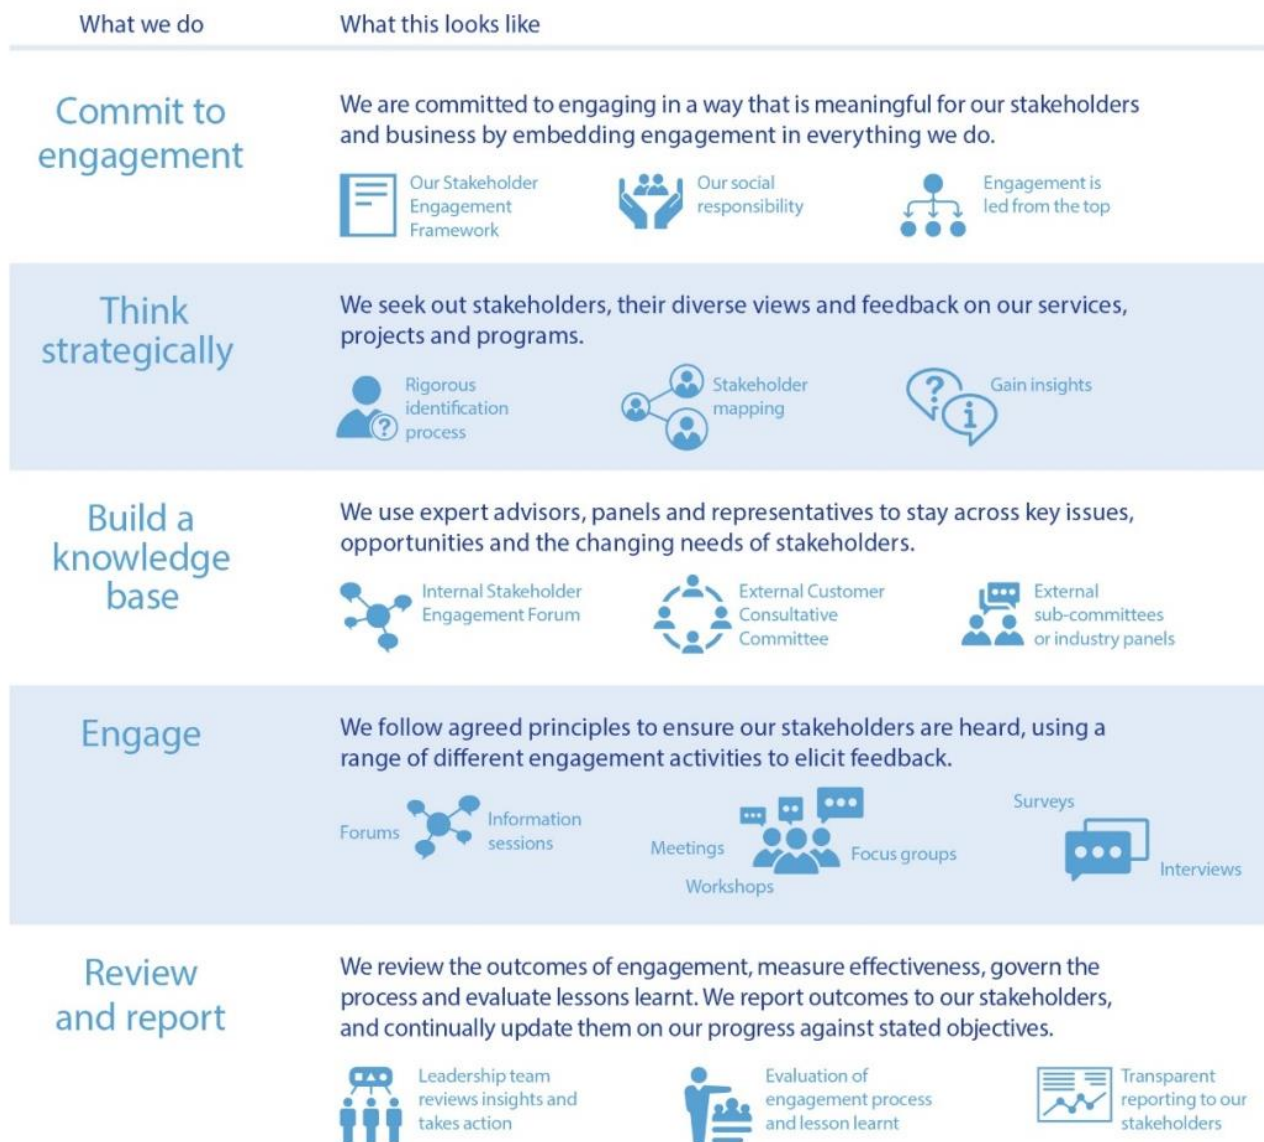 What we do
What this looks like
Commit to
engagement
We are committed to engaging in a way that is meaningful for our stakeholders
and business by embedding engagement in everything we do.
Our Stakeholder
Engagement
Framework
Our social
responsibility
Engagement is
led from the top
Think
strategically
We seek out stakeholders, their diverse views and feedback on our services,
projects and programs.
Rigorous
identification
process
Stakeholder
mapping
Gain insights
Build a
knowledge
base
We use expert advisors, panels and representatives to stay across key issues,
opportunities and the changing needs of stakeholders.
Internal Stakeholder
Engagement Forum
External Customer
Consultative
Committee
External
sub-committees
or industry panels
Engage
We follow agreed principles to ensure our stakeholders are heard, using a
range of different engagement activities to elicit feedback.
Forums
Information
sessions
Meetings
Workshops
Focus groups
Surveys
Interviews
Review
and report
We review the outcomes of engagement, measure effectiveness, govern the
process and evaluate lessons learnt. We report outcomes to our stakeholders,
and continually update them on our progress against stated objectives.
Leadership team
reviews insights and
takes action
Evaluation of
engagement process
and lesson learnt
Transparent
reporting to our
stakeholders